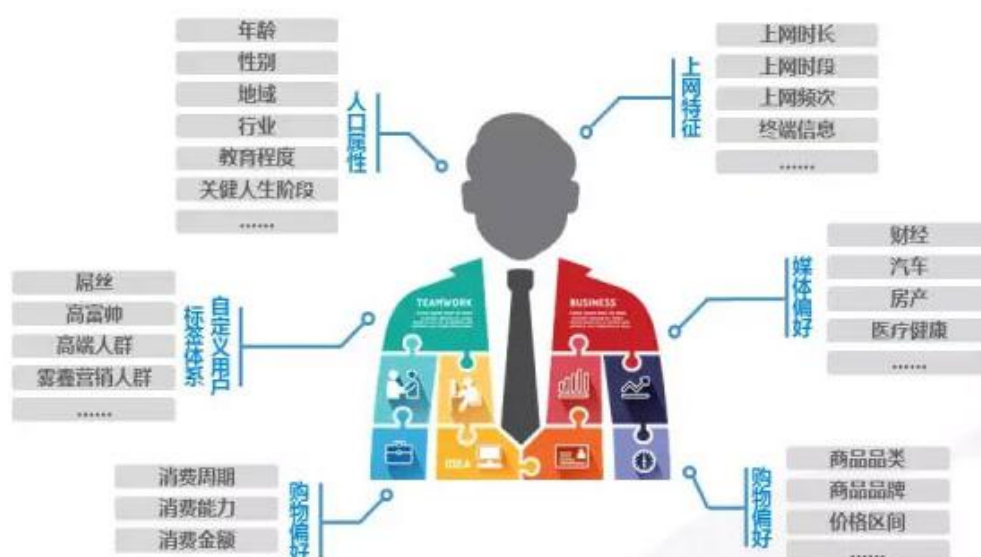 年龄
性别
地域
行业
教育程度
关健人生阶段
......
人口属性
上网特征
上网时长
上网时段
上网频次
终端信息
......
屌丝
高富帅
高端人群
雾霾营销人群
......
自定义用户
标签体系
媒体偏好
财经
汽车
房产
医疗健康
......
TEAMWORK
BUSINESS
IDEA
消费周期
消费能力
消费金额
购物偏好
购物偏好
商品品类
商品品牌
价格区间
......